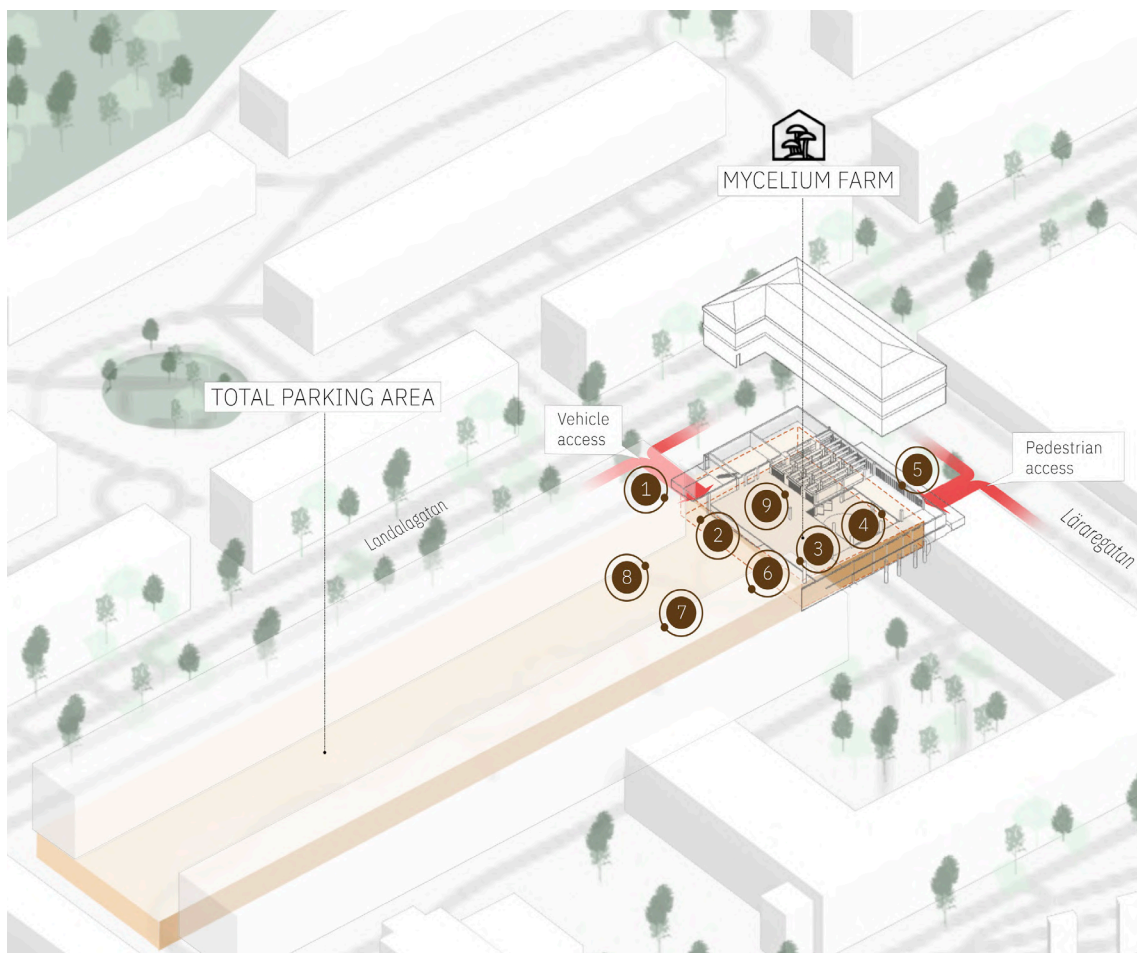 MYCELIUM FARM
TOTAL PARKING AREA
Vehicle
access
Pedestrian
access
Landalagatan
Läraregatan
1
2
3
4
5
6
7
8
9